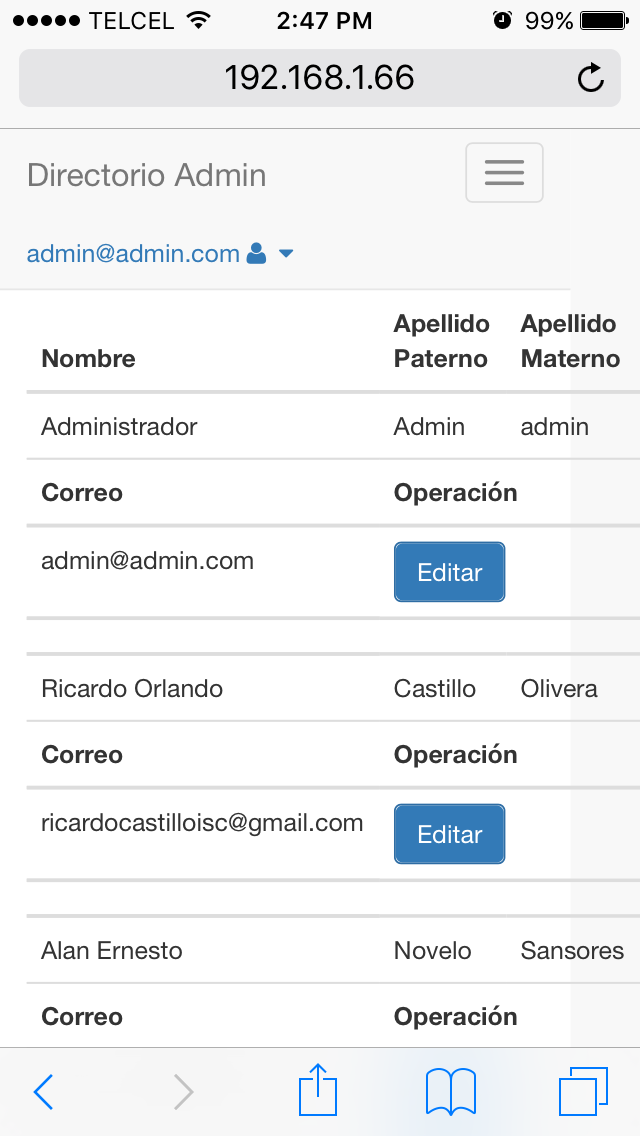 TELCEL 2:47 PM 99%
192.168.1.66
Directorio Admin
admin@admin.com
Nombre Apellido Paterno Apellido Materno
Administrador Admin admin
Correo Operación
admin@admin.com Editar
Ricardo Orlando Castillo Olivera
Correo Operación
ricardocastilloisc@gmail.com Editar
Alan Ernesto Novelo Sansores
Correo Operación